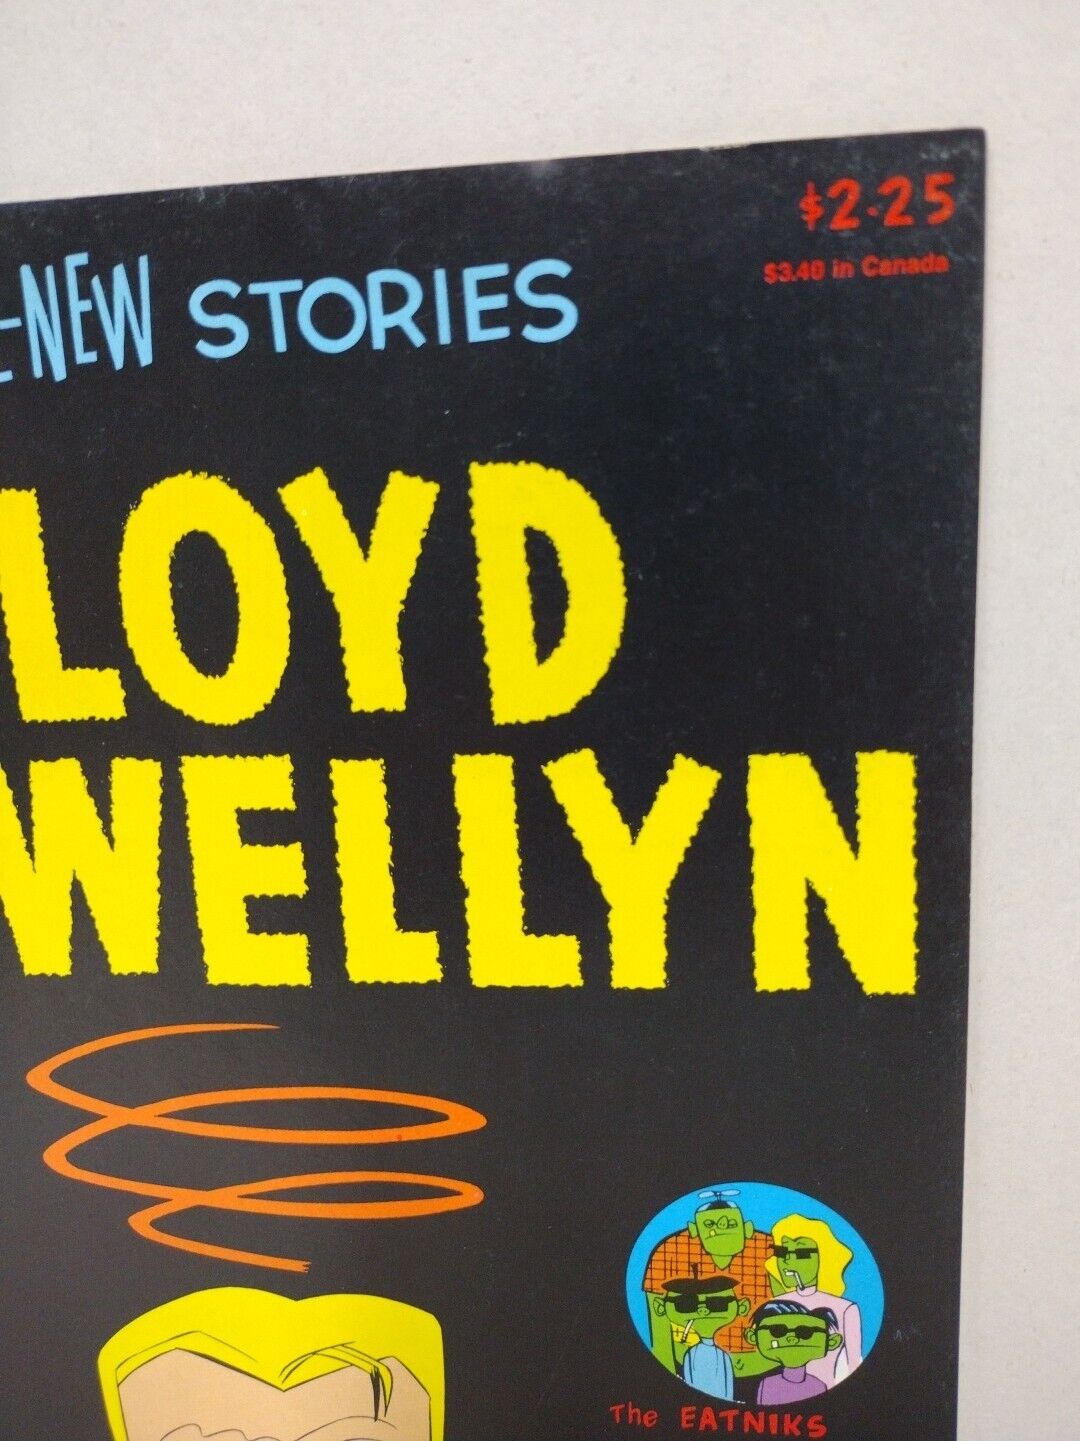 $2.25
$3.40 in Canada
-NEW STORIES
LOYD
WELLYN
The EATNIKS